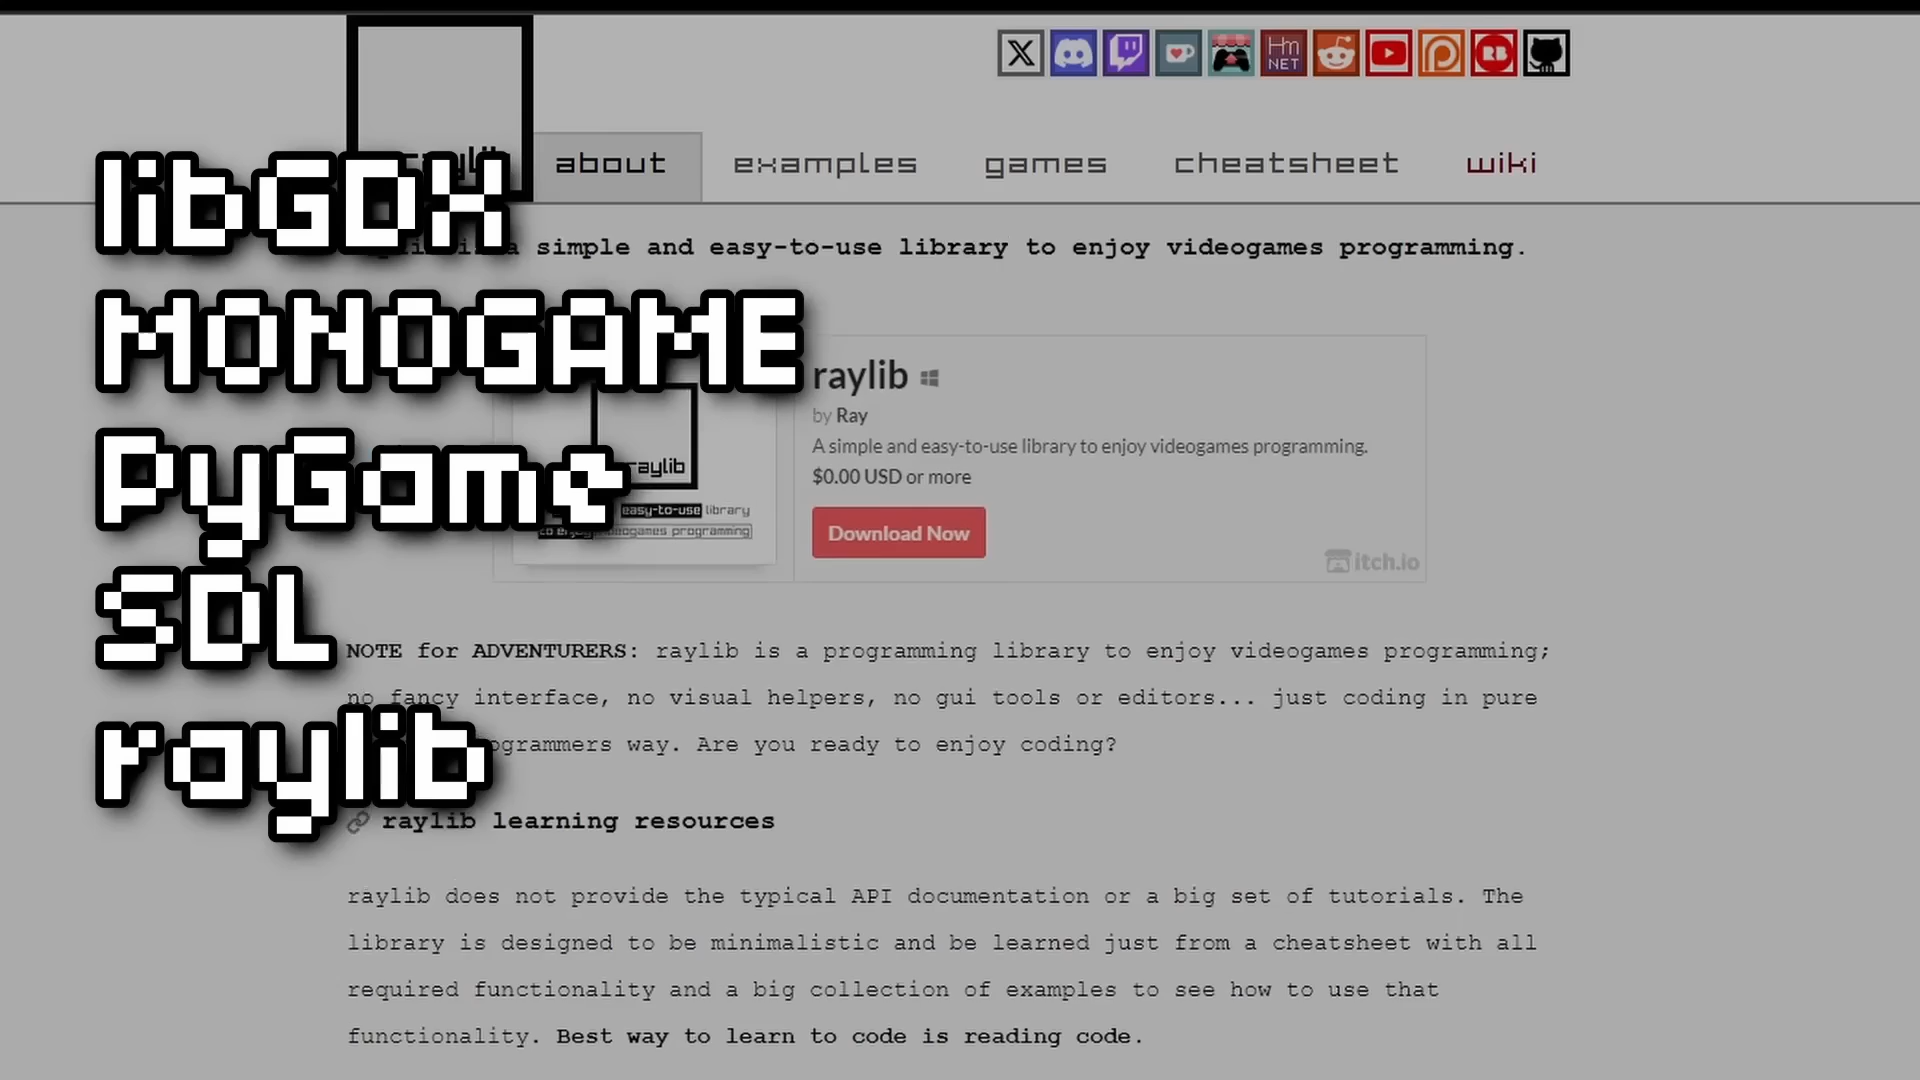 Hm
NET
about
examples
games
cheatsheet
wiki
libGDX
simple and easy-to-use library to enjoy videogames programming.
MONOGAME
raylib
by Ray
A simple and easy-to-use library to enjoy videogames programming.
$0.00 USD or more
Download Now
itch.io
PyGame
raylib
easy-to-use library
to enjoy videogames programming
SDL
NOTE for ADVENTURERS: raylib is a programming library to enjoy videogames programming;
no fancy interface, no visual helpers, no gui tools or editors... just coding in pure
way. Are you ready to enjoy coding?
raylib
raylib learning resources
raylib does not provide the typical API documentation or a big set of tutorials. The
library is designed to be minimalistic and be learned just from a cheatsheet with all
required functionality and a big collection of examples to see how to use that
functionality. Best way to learn to code is reading code.